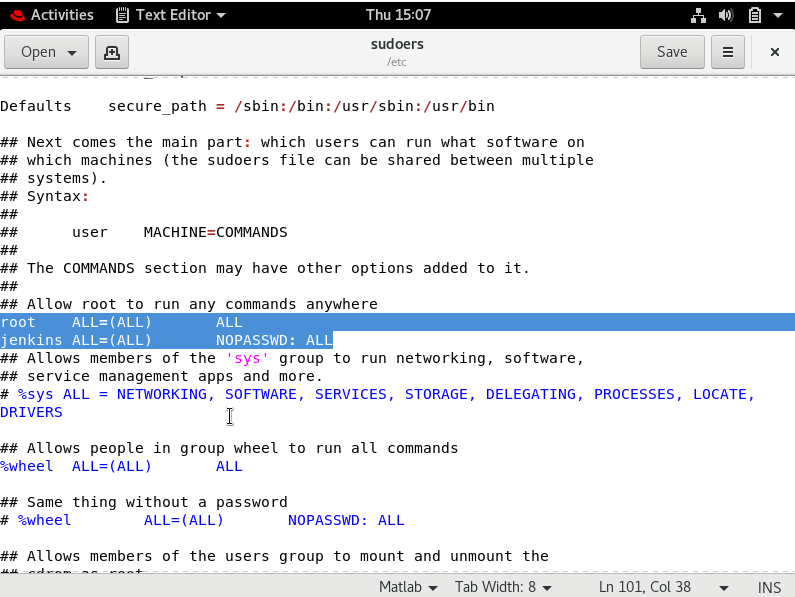 Activities Text Editor Thu 15:07
Open sudoers Save
/etc
Defaults    secure_path = /sbin:/bin:/usr/sbin:/usr/bin
## Next comes the main part: which users can run what software on
## which machines (the sudoers file can be shared between multiple
## systems).
## Syntax:
##
##      user    MACHINE=COMMANDS
##
## The COMMANDS section may have other options added to it.
##
## Allow root to run any commands anywhere
root    ALL=(ALL)       ALL
jenkins ALL=(ALL)       NOPASSWD: ALL
## Allows members of the 'sys' group to run networking, software,
## service management apps and more.
# %sys ALL = NETWORKING, SOFTWARE, SERVICES, STORAGE, DELEGATING, PROCESSES, LOCATE,
DRIVERS
## Allows people in group wheel to run all commands
%wheel  ALL=(ALL)       ALL
## Same thing without a password
# %wheel        ALL=(ALL)       NOPASSWD: ALL
## Allows members of the users group to mount and unmount the
## cdrom as root
Matlab Tab Width: 8 Ln 101, Col 38 INS